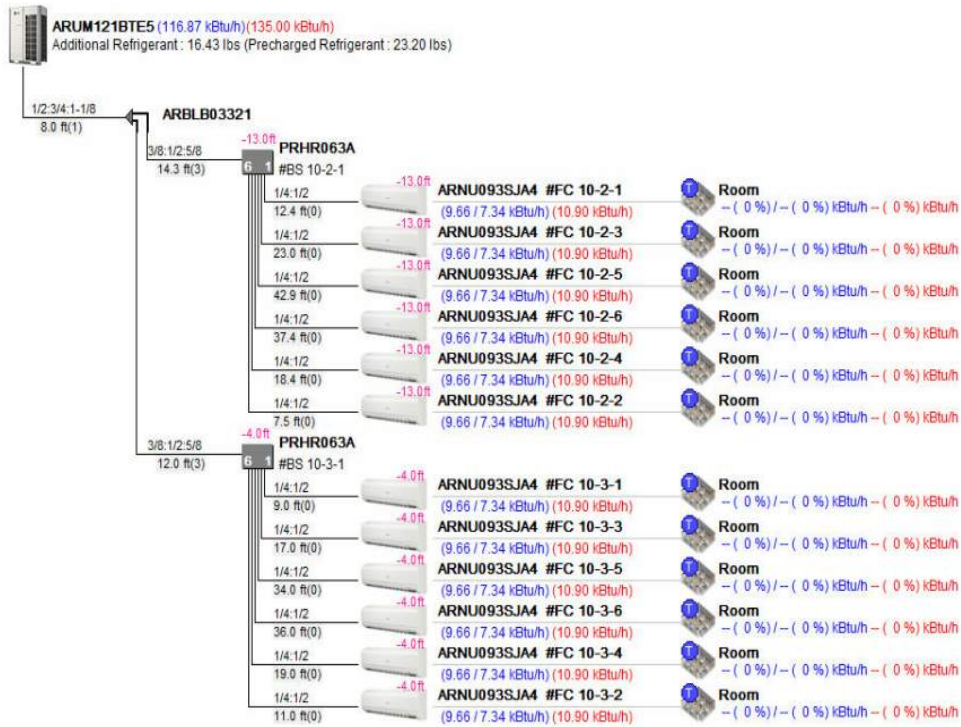 ARUM121BTE5 (116.87 kBtu/h)(135.00 kBtu/h)
Additional Refrigerant : 16.43 lbs (Precharged Refrigerant : 23.20 lbs)
1/2:3/4:1-1/8
8.0 ft(1)
ARBLB03321
3/8:1/2:5/8
14.3 ft(3)
-13.0ft
PRHR063A
6 1
#BS 10-2-1
1/4:1/2
12.4 ft(0)
-13.0ft
ARNU093SJA4 #FC 10-2-1
(9.66 / 7.34 kBtu/h) (10.90 kBtu/h)
T
Room
-- ( 0 %) / -- ( 0 %) kBtu/h -- ( 0 %) kBtu/h
1/4:1/2
23.0 ft(0)
-13.0ft
ARNU093SJA4 #FC 10-2-3
(9.66 / 7.34 kBtu/h) (10.90 kBtu/h)
T
Room
-- ( 0 %) / -- ( 0 %) kBtu/h -- ( 0 %) kBtu/h
1/4:1/2
42.9 ft(0)
-13.0ft
ARNU093SJA4 #FC 10-2-5
(9.66 / 7.34 kBtu/h) (10.90 kBtu/h)
T
Room
-- ( 0 %) / -- ( 0 %) kBtu/h -- ( 0 %) kBtu/h
1/4:1/2
37.4 ft(0)
-13.0ft
ARNU093SJA4 #FC 10-2-6
(9.66 / 7.34 kBtu/h) (10.90 kBtu/h)
T
Room
-- ( 0 %) / -- ( 0 %) kBtu/h -- ( 0 %) kBtu/h
1/4:1/2
18.4 ft(0)
-13.0ft
ARNU093SJA4 #FC 10-2-4
(9.66 / 7.34 kBtu/h) (10.90 kBtu/h)
T
Room
-- ( 0 %) / -- ( 0 %) kBtu/h -- ( 0 %) kBtu/h
1/4:1/2
7.5 ft(0)
-13.0ft
ARNU093SJA4 #FC 10-2-2
(9.66 / 7.34 kBtu/h) (10.90 kBtu/h)
T
Room
-- ( 0 %) / -- ( 0 %) kBtu/h -- ( 0 %) kBtu/h
3/8:1/2:5/8
12.0 ft(3)
-4.0ft
PRHR063A
6 1
#BS 10-3-1
1/4:1/2
9.0 ft(0)
-4.0ft
ARNU093SJA4 #FC 10-3-1
(9.66 / 7.34 kBtu/h) (10.90 kBtu/h)
T
Room
-- ( 0 %) / -- ( 0 %) kBtu/h -- ( 0 %) kBtu/h
1/4:1/2
17.0 ft(0)
-4.0ft
ARNU093SJA4 #FC 10-3-3
(9.66 / 7.34 kBtu/h) (10.90 kBtu/h)
T
Room
-- ( 0 %) / -- ( 0 %) kBtu/h -- ( 0 %) kBtu/h
1/4:1/2
34.0 ft(0)
-4.0ft
ARNU093SJA4 #FC 10-3-5
(9.66 / 7.34 kBtu/h) (10.90 kBtu/h)
T
Room
-- ( 0 %) / -- ( 0 %) kBtu/h -- ( 0 %) kBtu/h
1/4:1/2
36.0 ft(0)
-4.0ft
ARNU093SJA4 #FC 10-3-6
(9.66 / 7.34 kBtu/h) (10.90 kBtu/h)
T
Room
-- ( 0 %) / -- ( 0 %) kBtu/h -- ( 0 %) kBtu/h
1/4:1/2
19.0 ft(0)
-4.0ft
ARNU093SJA4 #FC 10-3-4
(9.66 / 7.34 kBtu/h) (10.90 kBtu/h)
T
Room
-- ( 0 %) / -- ( 0 %) kBtu/h -- ( 0 %) kBtu/h
1/4:1/2
11.0 ft(0)
-4.0ft
ARNU093SJA4 #FC 10-3-2
(9.66 / 7.34 kBtu/h) (10.90 kBtu/h)
T
Room
-- ( 0 %) / -- ( 0 %) kBtu/h -- ( 0 %) kBtu/h